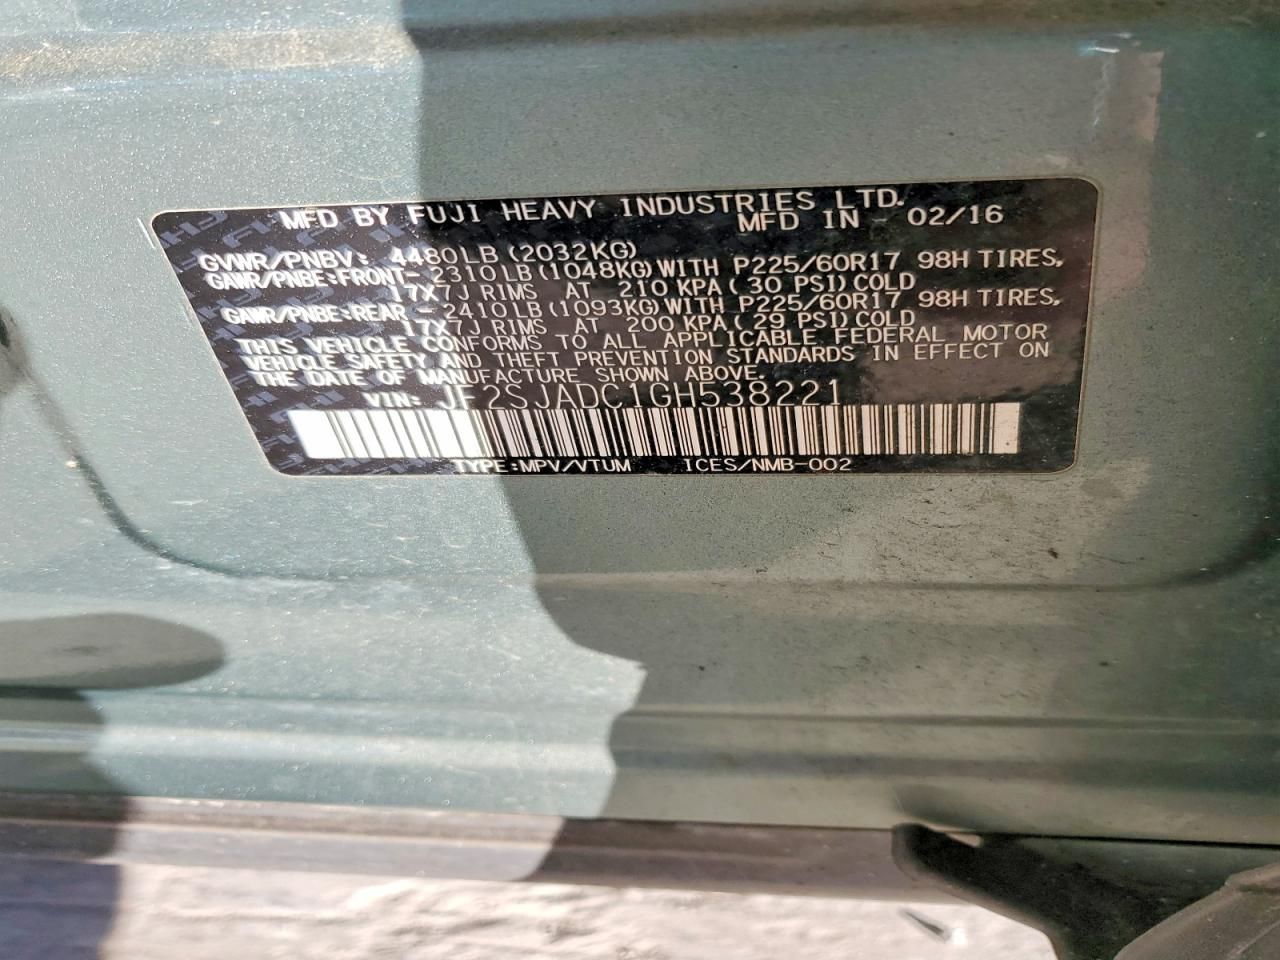 MFD BY FUJI HEAVY INDUSTRIES LTD.
MFD IN - 02/16
GVWR/PNBV: 4480LB(2032KG)
GAWR/PNBE:FRONT- 2310LB(1048KG)WITH P225/60R17 98H TIRES,
17X7J RIMS AT 210 KPA(30 PSI)COLD
GAWR/PNBE:REAR - 2410LB(1093KG)WITH P225/60R17 98H TIRES,
17X7J RIMS AT 200 KPA(29 PSI)COLD
THIS VEHICLE CONFORMS TO ALL APPLICABLE FEDERAL MOTOR
VEHICLE SAFETY AND THEFT PREVENTION STANDARDS IN EFFECT ON
THE DATE OF MANUFACTURE SHOWN ABOVE.
VIN: JF2SJADC1GH538221
TYPE:MPV/VTUM ICES/NMB-002